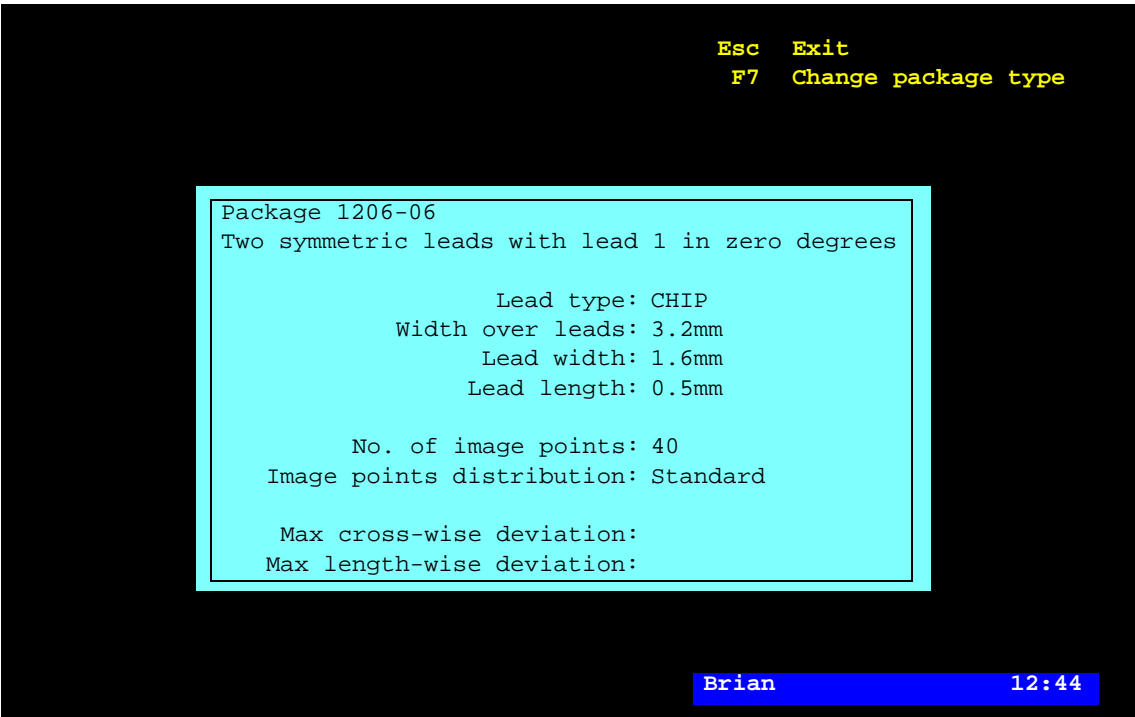 Esc Exit
F7 Change package type
Package 1206-06
Two symmetric leads with lead 1 in zero degrees
Lead type: CHIP
Width over leads: 3.2mm
Lead width: 1.6mm
Lead length: 0.5mm
No. of image points: 40
Image points distribution: Standard
Max cross-wise deviation:
Max length-wise deviation:
Brian 12:44